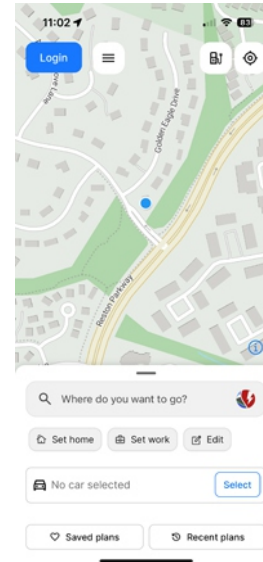 11:02
83
Login
Golden Eagle Drive
Reston Parkway
Where do you want to go?
Set home
Set work
Edit
No car selected
Select
Saved plans
Recent plans